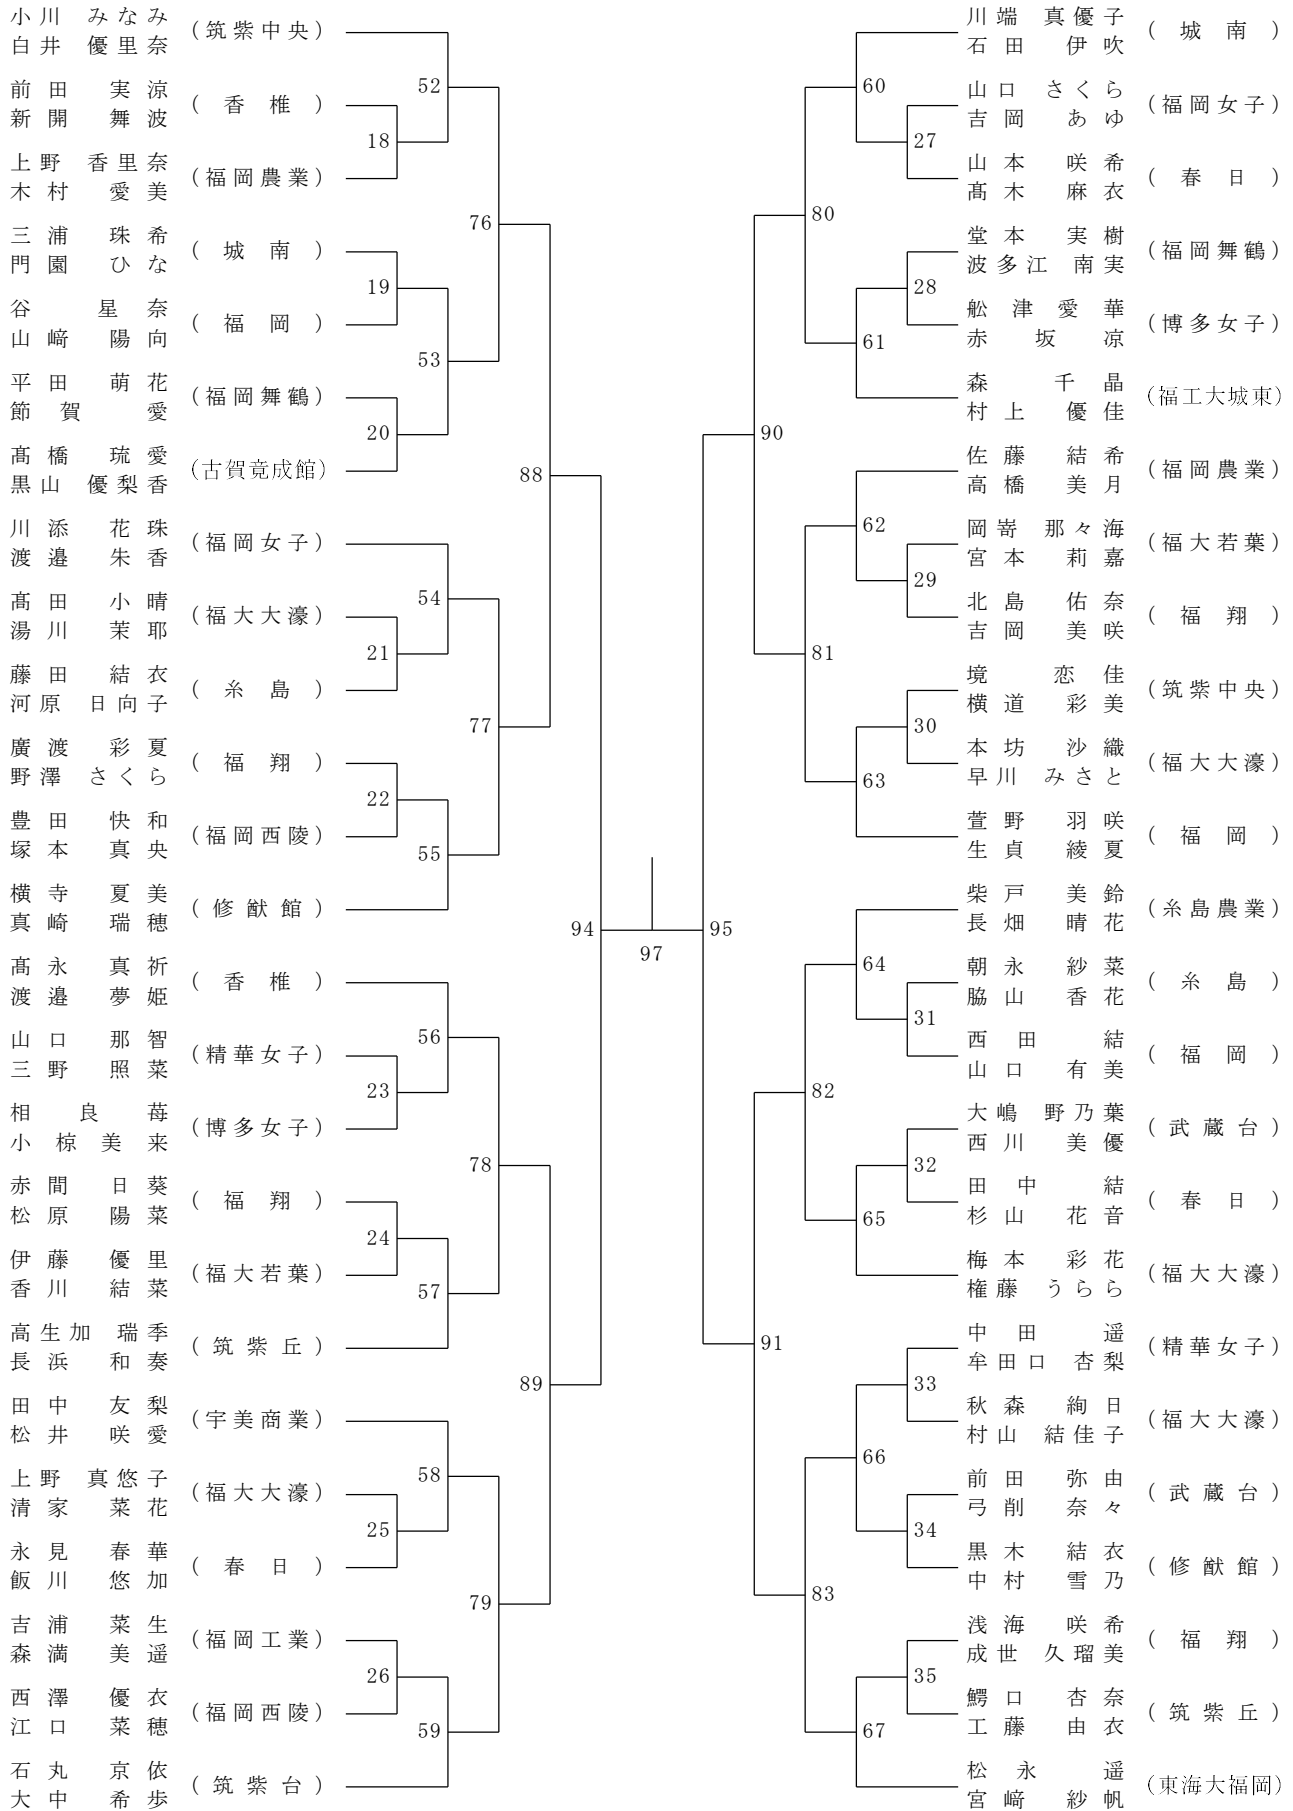 小川 みなみ
白井 優里奈
(筑紫中央)
前田 実涼
新開 舞波
(香椎)
上野 香里奈
木村 愛美
(福岡農業)
三浦 珠希
門園 ひな
(城南)
谷 星奈
山﨑 陽向
(福岡)
平田 萌花
節賀 愛
(福岡舞鶴)
髙橋 琉愛
黒山 優梨香
(古賀竟成館)
川添 花珠
渡邉 朱香
(福岡女子)
髙田 小晴
湯川 茉耶
(福大大濠)
藤田 結衣
河原 日向子
(糸島)
廣渡 彩夏
野澤 さくら
(福翔)
豊田 快和
塚本 真央
(福岡西陵)
横寺 夏美
真崎 瑞穂
(修猷館)
髙永 真祈
渡邉 夢姫
(香椎)
山口 那智
三野 照菜
(精華女子)
相良 苺
小椋 美来
(博多女子)
赤間 日葵
松原 陽菜
(福翔)
伊藤 優里
香川 結菜
(福大若葉)
高生加 瑞季
長浜 和奏
(筑紫丘)
田中 友梨
松井 咲愛
(宇美商業)
上野 真悠子
清家 菜花
(福大大濠)
永見 春華
飯川 悠加
(春日)
吉浦 菜生
森満 美遥
(福岡工業)
西澤 優衣
江口 菜穂
(福岡西陵)
石丸 京依
大中 希歩
(筑紫台)
18
19
20
21
22
23
24
25
26
52
53
54
55
56
57
58
59
76
77
78
79
88
89
94
97
95
90
91
80
81
82
83
60
61
62
63
64
65
66
67
27
28
29
30
31
32
33
34
35
川端 真優子
石田 伊吹
(城南)
山口 さくら
吉岡 あゆ
(福岡女子)
山本 咲希
髙木 麻衣
(春日)
堂本 実樹
波多江 南実
(福岡舞鶴)
舩津 愛華
赤坂 凉
(博多女子)
森 千晶
村上 優佳
(福工大城東)
佐藤 結希
高橋 美月
(福岡農業)
岡嵜 那々海
宮本 莉嘉
(福大若葉)
北島 佑奈
吉岡 美咲
(福翔)
境 恋佳
横道 彩美
(筑紫中央)
本坊 沙織
早川 みさと
(福大大濠)
萱野 羽咲
生貞 綾夏
(福岡)
柴戸 美鈴
長畑 晴花
(糸島農業)
朝永 紗菜
脇山 香花
(糸島)
西田 結
山口 有美
(福岡)
大嶋 野乃葉
西川 美優
(武蔵台)
田中 結
杉山 花音
(春日)
梅本 彩花
権藤 うらら
(福大大濠)
中田 遥
牟田口 杏梨
(精華女子)
秋森 絢日
村山 結佳子
(福大大濠)
前田 弥由
弓削 奈々
(武蔵台)
黒木 結衣
中村 雪乃
(修猷館)
浅海 咲希
成世 久瑠美
(福翔)
鰐口 杏奈
工藤 由衣
(筑紫丘)
松永 遥
宮﨑 紗帆
(東海大福岡)